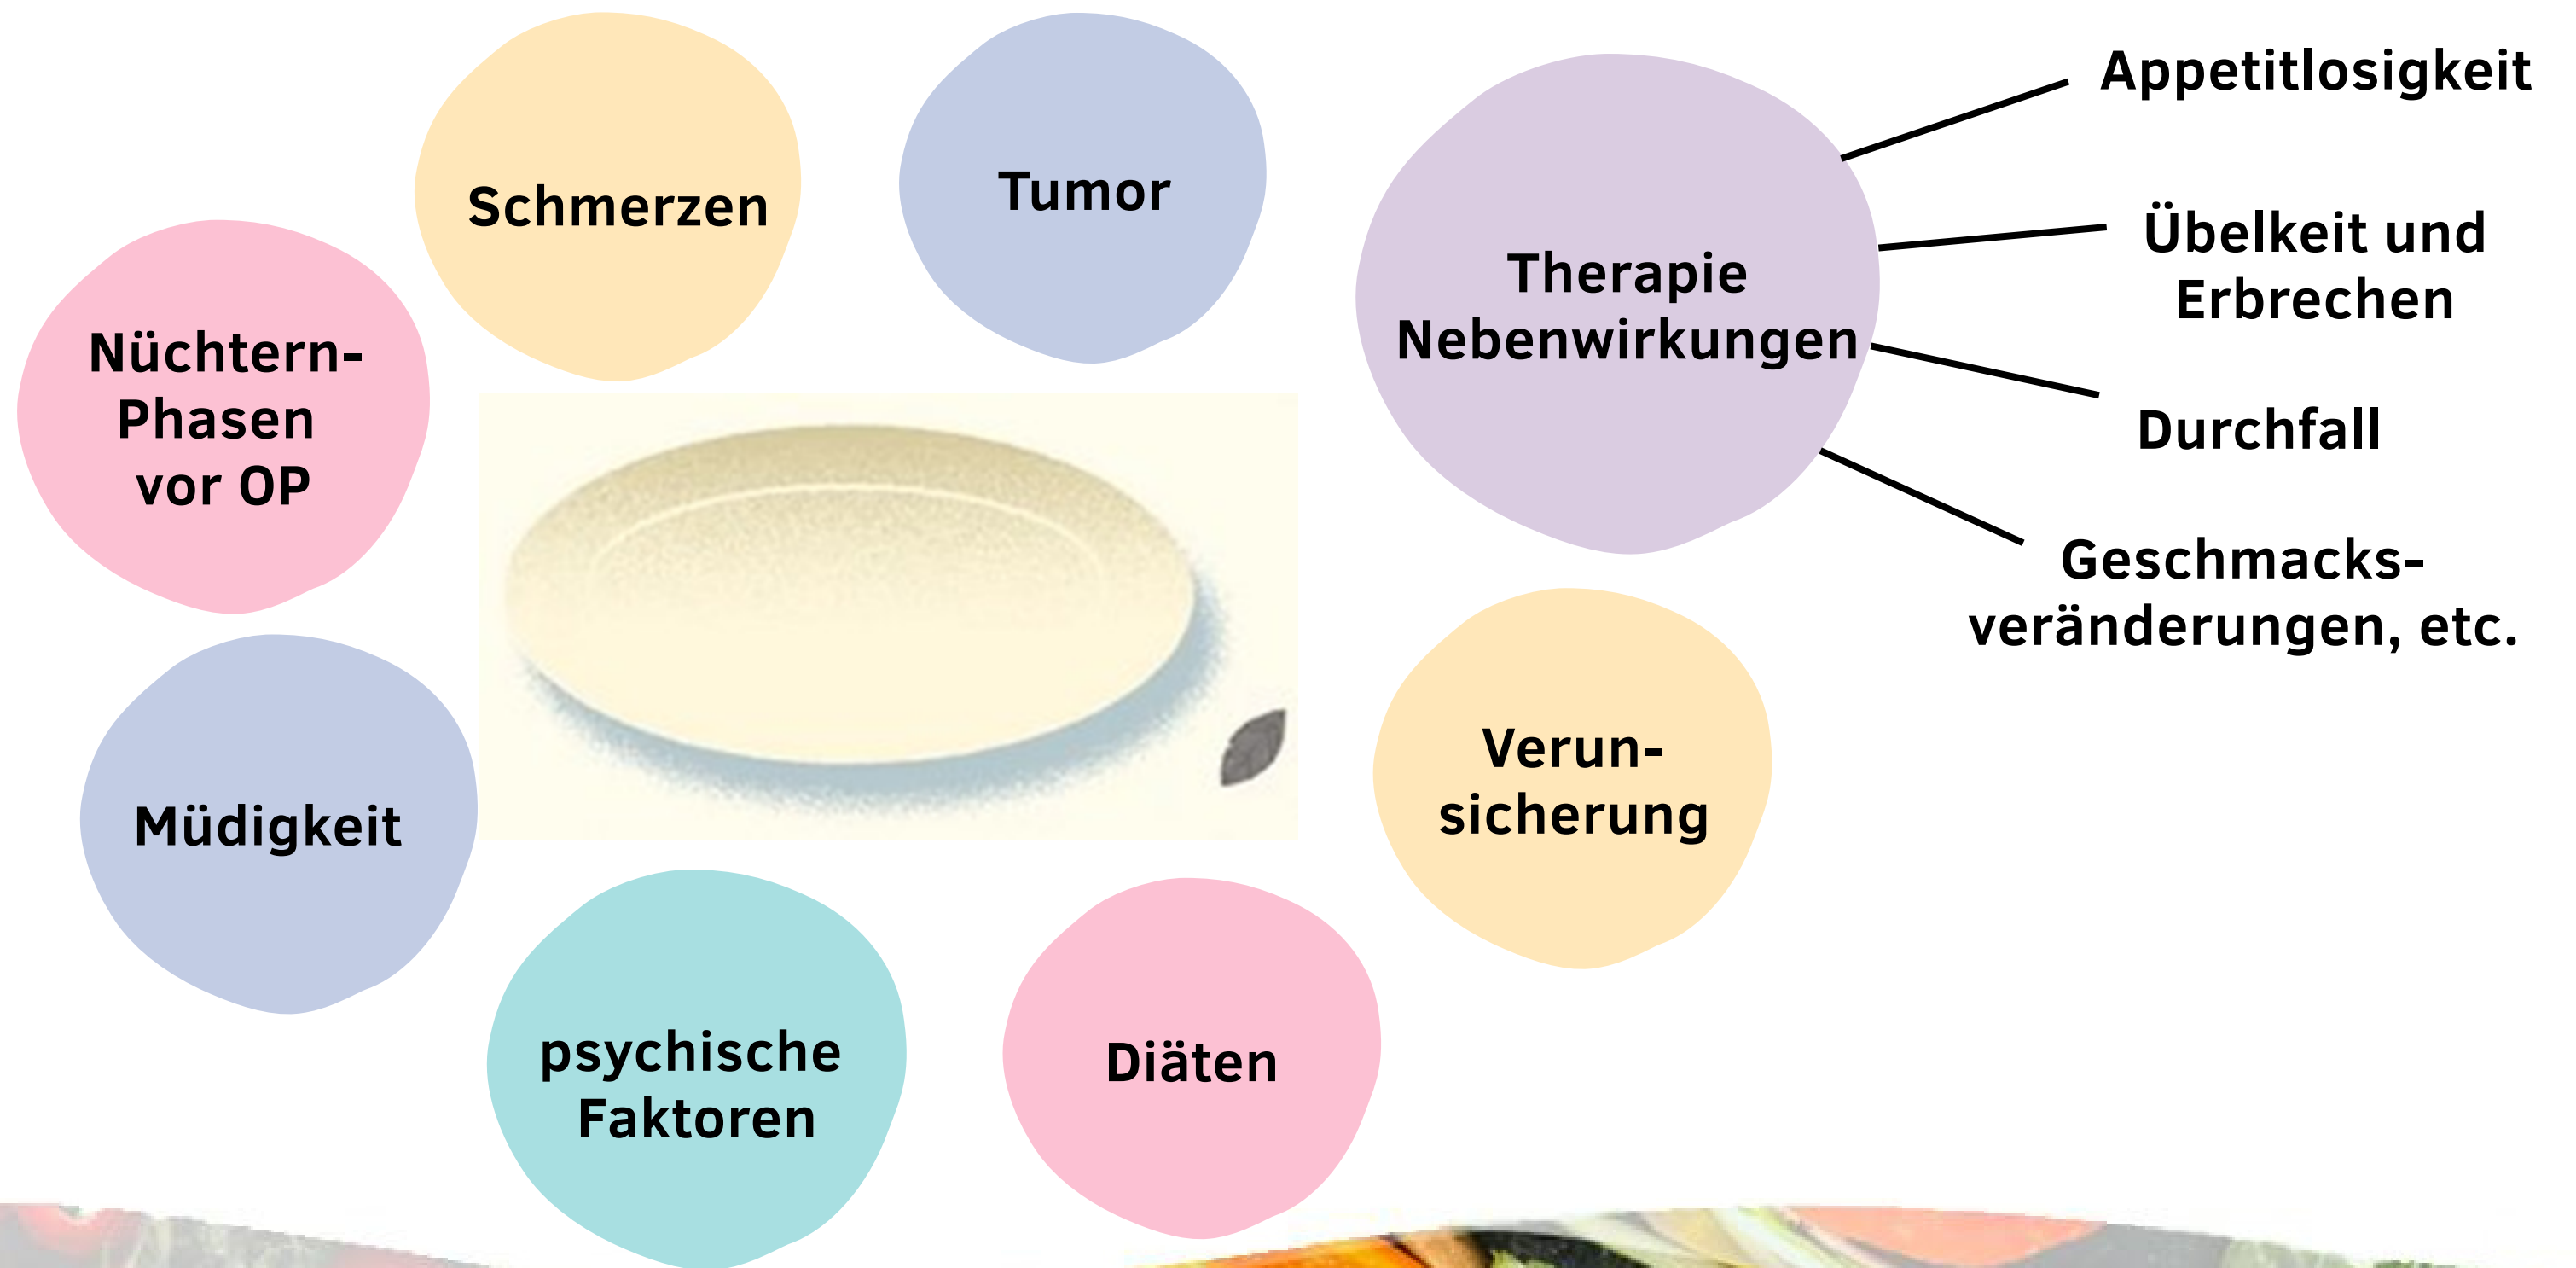 Schmerzen
Tumor
Therapie
Nebenwirkungen
Appetitlosigkeit
Übelkeit und
Erbrechen
Durchfall
Geschmacks-
veränderungen, etc.
Nüchtern-
Phasen
vor OP
Müdigkeit
Verun-
sicherung
psychische
Faktoren
Diäten